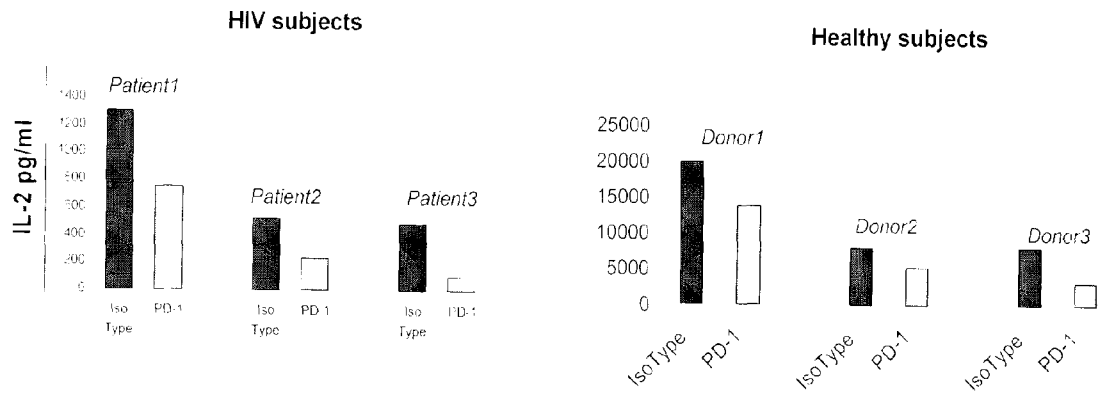 HIV subjects
IL-2 pg/ml
1400
1200
1000
800
600
400
200
0
Patient1
Patient2
Patient3
Iso
Type
PD-1
Iso
Type
PD-1
Iso
Type
PD-1
Healthy subjects
25000
20000
15000
10000
5000
0
Donor1
Donor2
Donor3
IsoType
PD-1
IsoType
PD-1
IsoType
PD-1